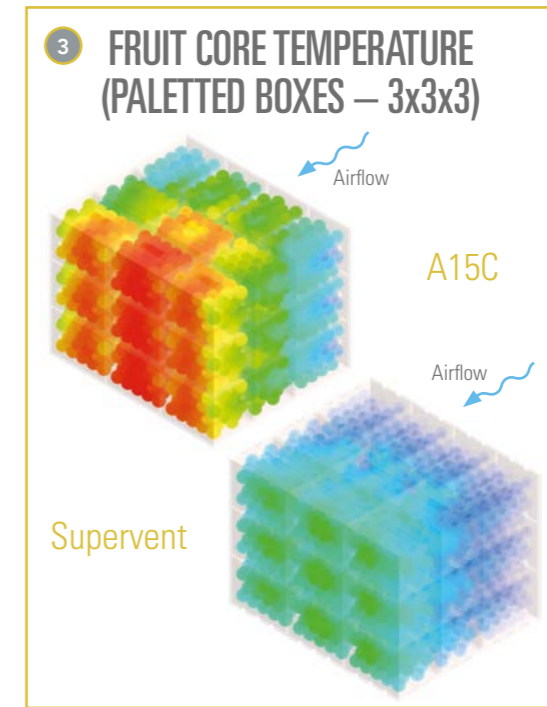 3
FRUIT CORE TEMPERATURE
(PALETTED BOXES – 3x3x3)
Airflow
A15C
Airflow
Supervent